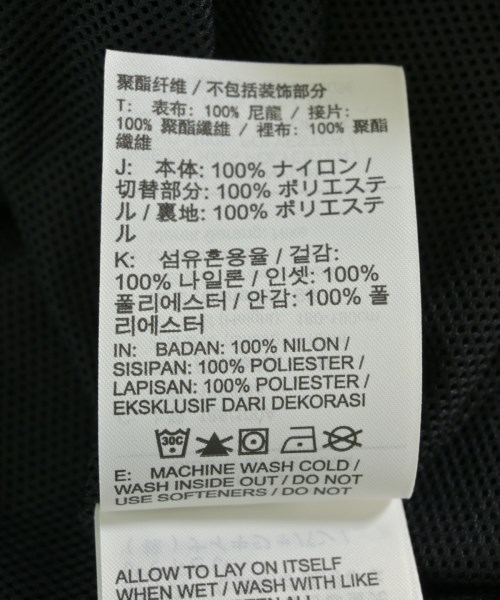 聚酯纤维 / 不包括装饰部分
T: 表布: 100% 尼龍 / 接片:
100% 聚酯纖維 / 裡布: 100% 聚酯
纖維
J: 本体: 100% ナイロン /
切替部分: 100% ポリエステ
ル / 裏地: 100% ポリエステ
ル
K: 섬유혼용율 / 겉감:
100% 나일론 / 인셋: 100%
폴리에스터 / 안감: 100% 폴
리에스터
IN: BADAN: 100% NILON /
SISIPAN: 100% POLIESTER /
LAPISAN: 100% POLIESTER /
EKSKLUSIF DARI DEKORASI
30C
E: MACHINE WASH COLD /
WASH INSIDE OUT / DO NOT
USE SOFTENERS / DO NOT
ALLOW TO LAY ON ITSELF
WHEN WET / WASH WITH LIKE